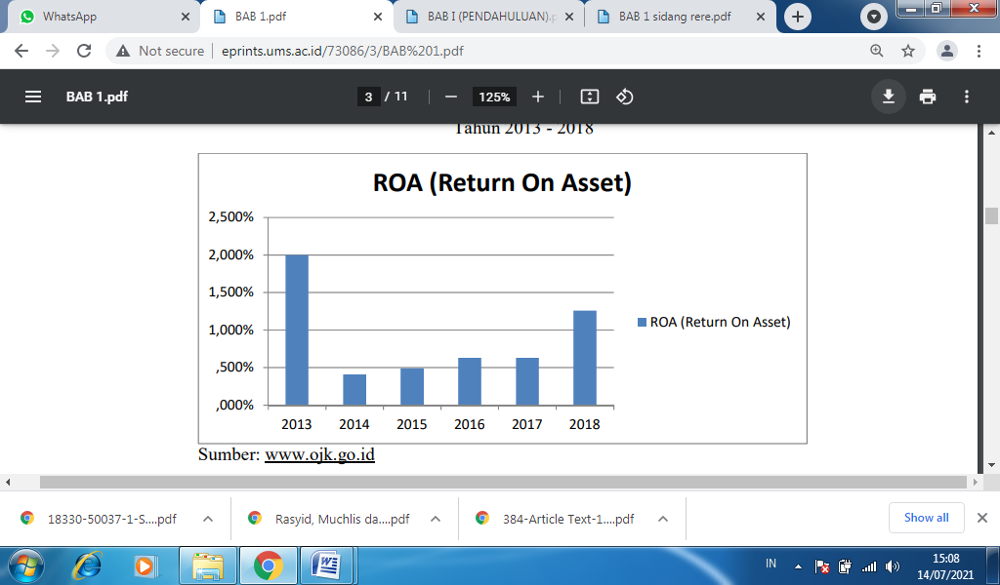 WhatsApp
BAB 1.pdf
BAB I (PENDAHULUAN).p
BAB 1 sidang rere.pdf
Not secure
eprints.ums.ac.id/73086/3/BAB%201.pdf
BAB 1.pdf
3 / 11
125%
Tahun 2013 - 2018
ROA (Return On Asset)
2,500%
2,000%
1,500%
1,000%
,500%
,000%
2013 2014 2015 2016 2017 2018
ROA (Return On Asset)
Sumber: www.ojk.go.id
18330-50037-1-S....pdf
Rasyid, Muchlis da....pdf
384-Article Text-1....pdf
Show all
IN
15:08
14/07/2021